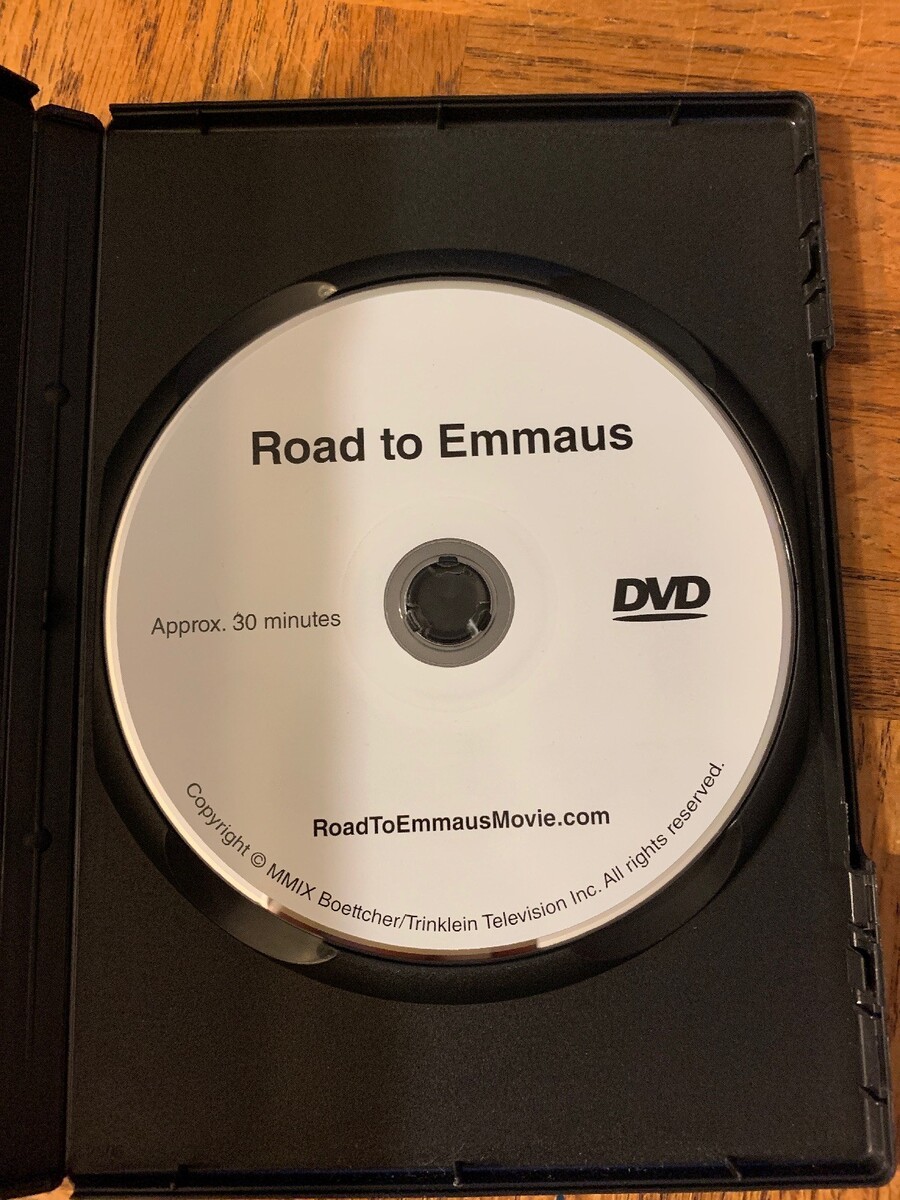 Road to Emmaus
Approx. 30 minutes
DVD
RoadToEmmausMovie.com
Copyright © MMIX Boettcher/Trinklein Television Inc. All rights reserved.